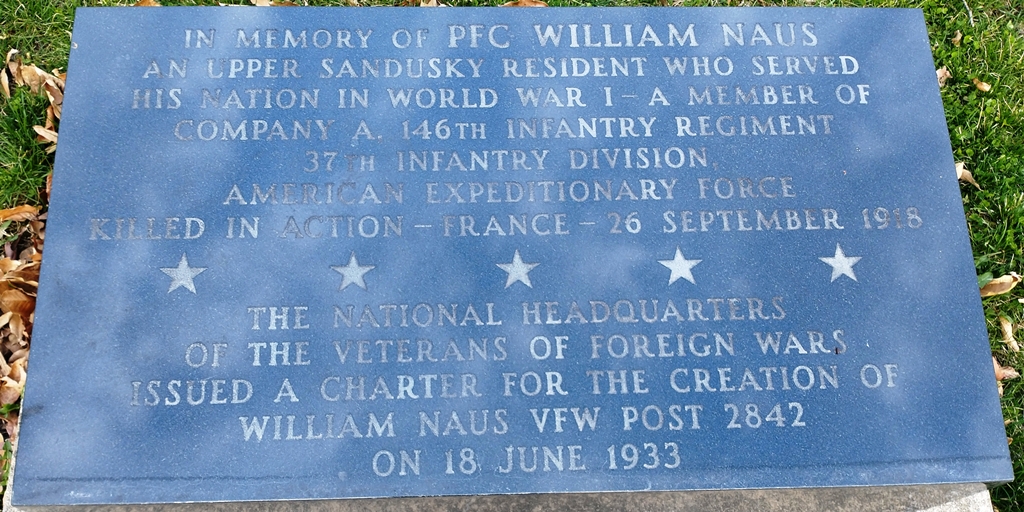 IN MEMORY OF PFC WILLIAM NAUS
AN UPPER SANDUSKY RESIDENT WHO SERVED
HIS NATION IN WORLD WAR I – A MEMBER OF
COMPANY A. 146TH INFANTRY REGIMENT
37TH INFANTRY DIVISION,
AMERICAN EXPEDITIONARY FORCE
KILLED IN ACTION – FRANCE – 26 SEPTEMBER 1918
THE NATIONAL HEADQUARTERS
OF THE VETERANS OF FOREIGN WARS
ISSUED A CHARTER FOR THE CREATION OF
WILLIAM NAUS VFW POST 2842
ON 18 JUNE 1933